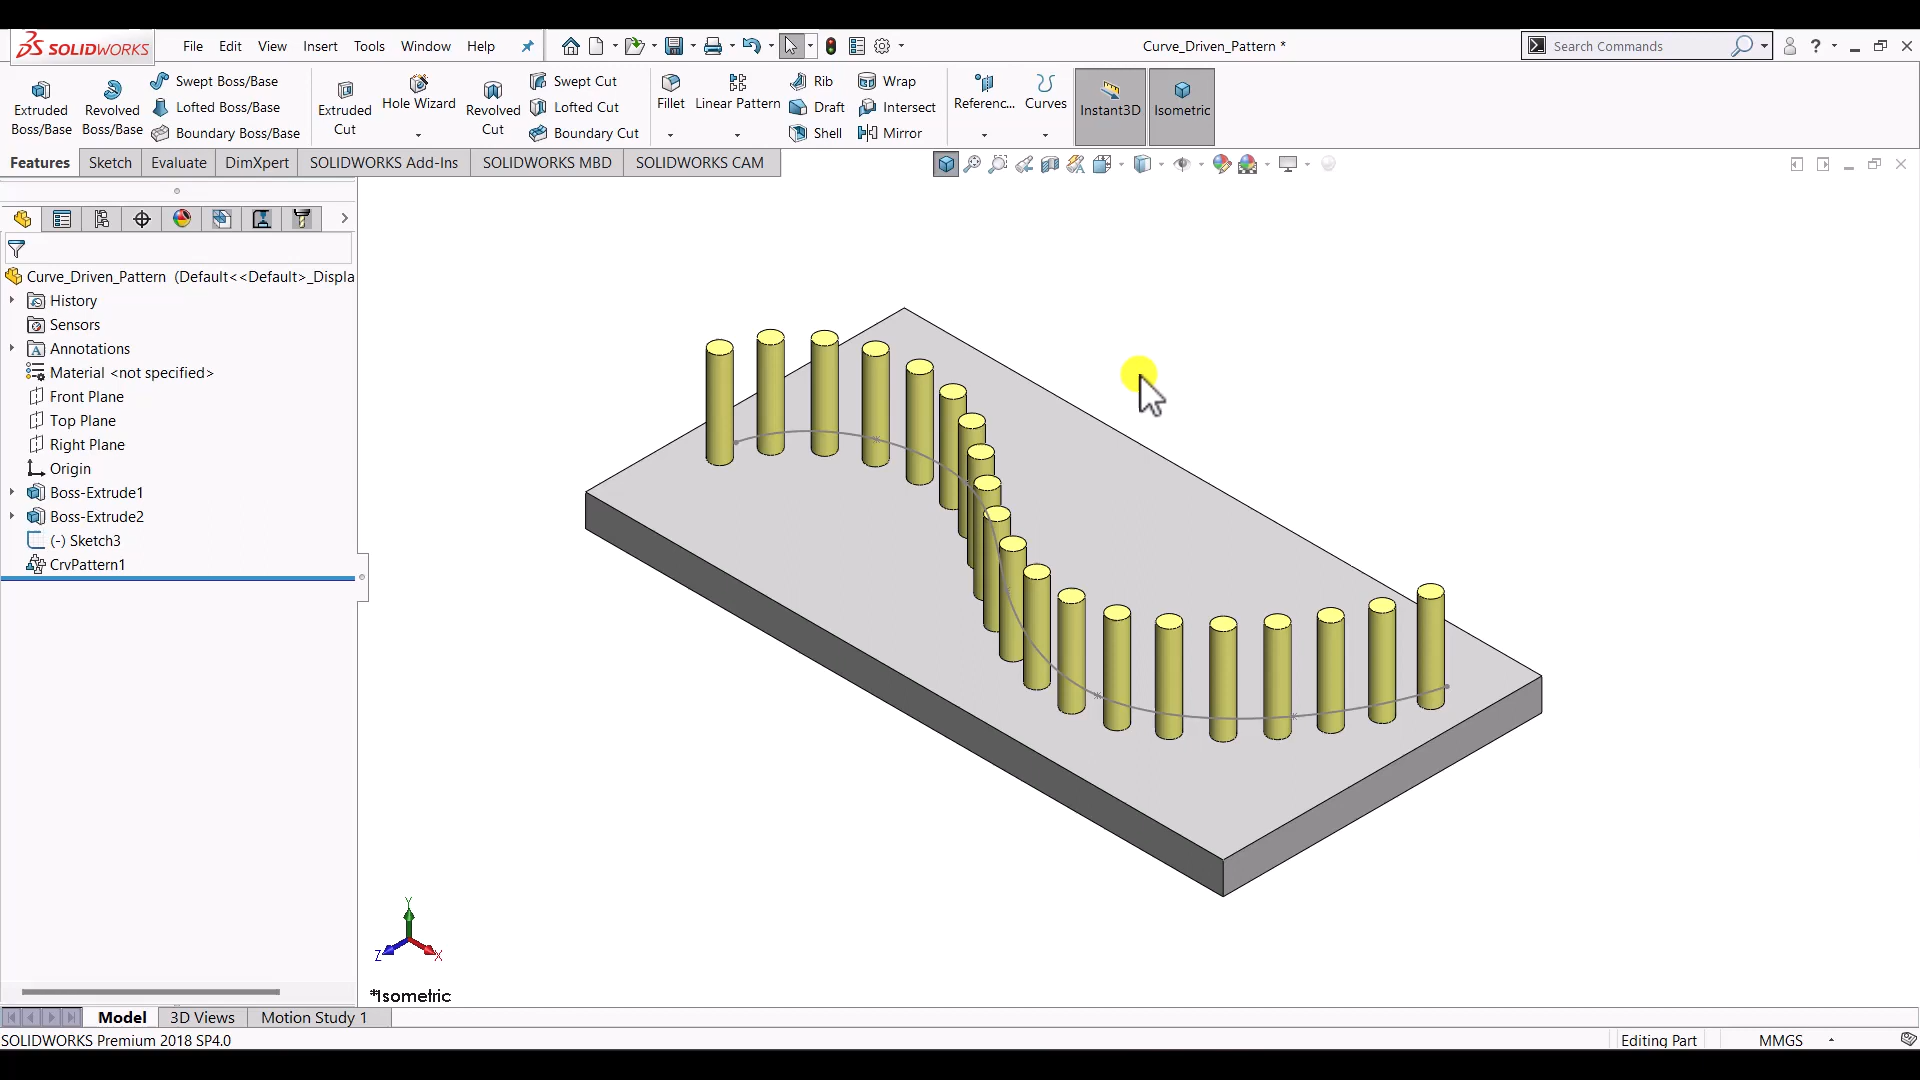 SOLIDWORKS File Edit View Insert Tools Window Help Curve_Driven_Pattern * Search Commands ?
Extruded Boss/Base
Revolved Boss/Base
Swept Boss/Base
Lofted Boss/Base
Boundary Boss/Base
Extruded Cut
Hole Wizard
Revolved Cut
Swept Cut
Lofted Cut
Boundary Cut
Fillet
Linear Pattern
Rib
Draft
Shell
Wrap
Intersect
Mirror
Referenc...
Curves
Instant3D
Isometric
Features Sketch Evaluate DimXpert SOLIDWORKS Add-Ins SOLIDWORKS MBD SOLIDWORKS CAM
Curve_Driven_Pattern (Default<<Default>_Displa
History
Sensors
Annotations
Material <not specified>
Front Plane
Top Plane
Right Plane
Origin
Boss-Extrude1
Boss-Extrude2
(-) Sketch3
CrvPattern1
Y
Z X
*Isometric
Model 3D Views Motion Study 1
SOLIDWORKS Premium 2018 SP4.0 Editing Part MMGS